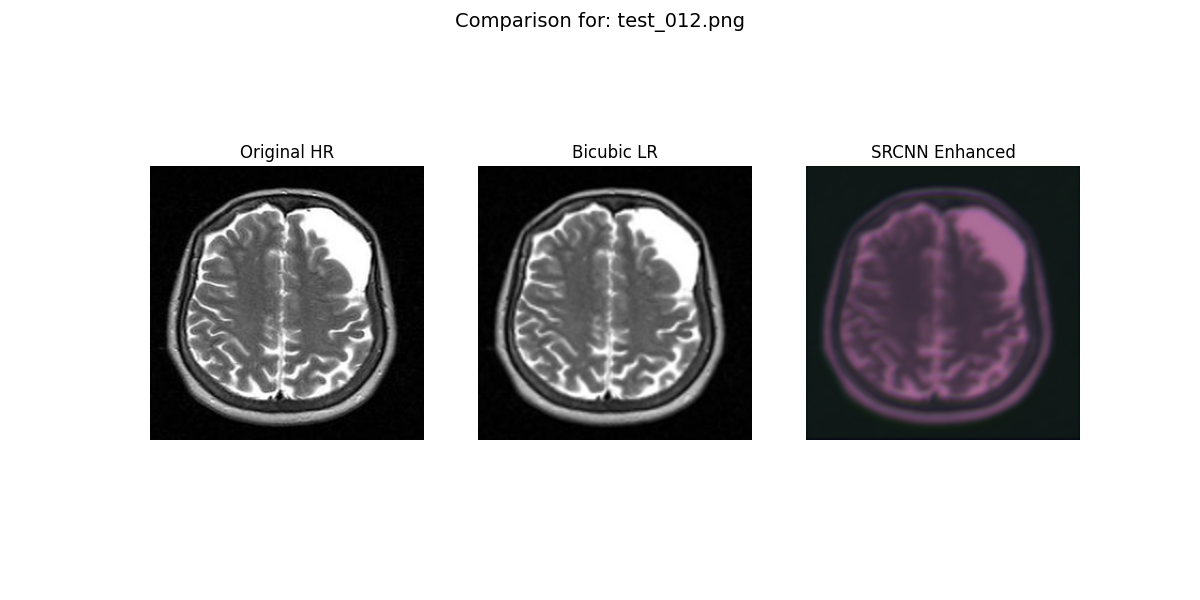 Comparison for: test_012.png
Original HR
Bicubic LR
SRCNN Enhanced